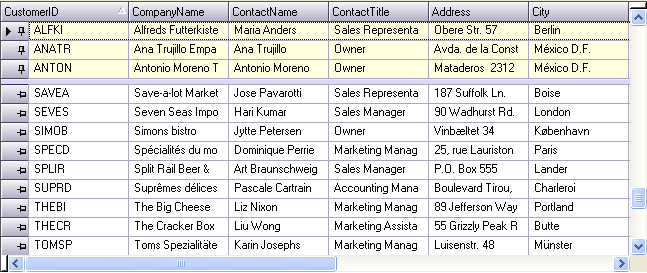 CustomerID CompanyName ContactName ContactTitle Address City
ALFKI Alfreds Futterkiste Maria Anders Sales Representa Obere Str. 57 Berlin
ANATR Ana Trujillo Empa Ana Trujillo Owner Avda. de la Const México D.F.
ANTON Antonio Moreno T Antonio Moreno Owner Mataderos 2312 México D.F.
SAVEA Save-a-lot Market Jose Pavarotti Sales Representa 187 Suffolk Ln. Boise
SEVES Seven Seas Impo Hari Kumar Sales Manager 90 Wadhurst Rd. London
SIMOB Simons bistro Jytte Petersen Owner Vinbæltet 34 København
SPECD Spécialités du mo Dominique Perrie Marketing Manag 25, rue Lauriston Paris
SPLIR Split Rail Beer & Art Braunschweig Sales Manager P.O. Box 555 Lander
SUPRD Suprêmes délices Pascale Cartrain Accounting Mana Boulevard Tirou, Charleroi
THEBI The Big Cheese Liz Nixon Marketing Manag 89 Jefferson Way Portland
THECR The Cracker Box Liu Wong Marketing Assista 55 Grizzly Peak R Butte
TOMSP Toms Spezialitäte Karin Josephs Marketing Manag Luisenstr. 48 Münster